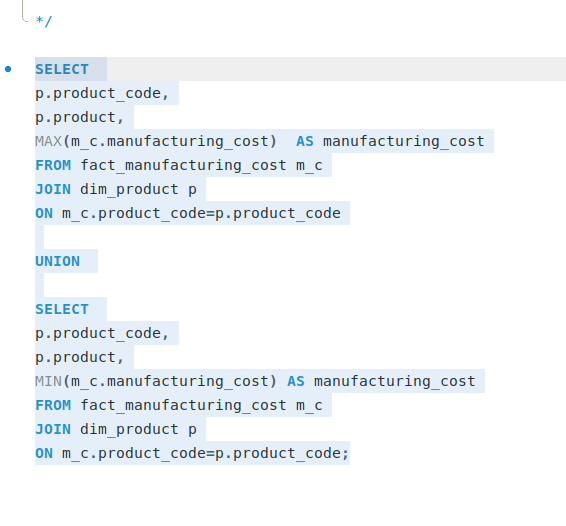 */
SELECT
p.product_code,
p.product,
MAX(m_c.manufacturing_cost)  AS manufacturing_cost
FROM fact_manufacturing_cost m_c
JOIN dim_product p
ON m_c.product_code=p.product_code
UNION
SELECT
p.product_code,
p.product,
MIN(m_c.manufacturing_cost) AS manufacturing_cost
FROM fact_manufacturing_cost m_c
JOIN dim_product p
ON m_c.product_code=p.product_code;